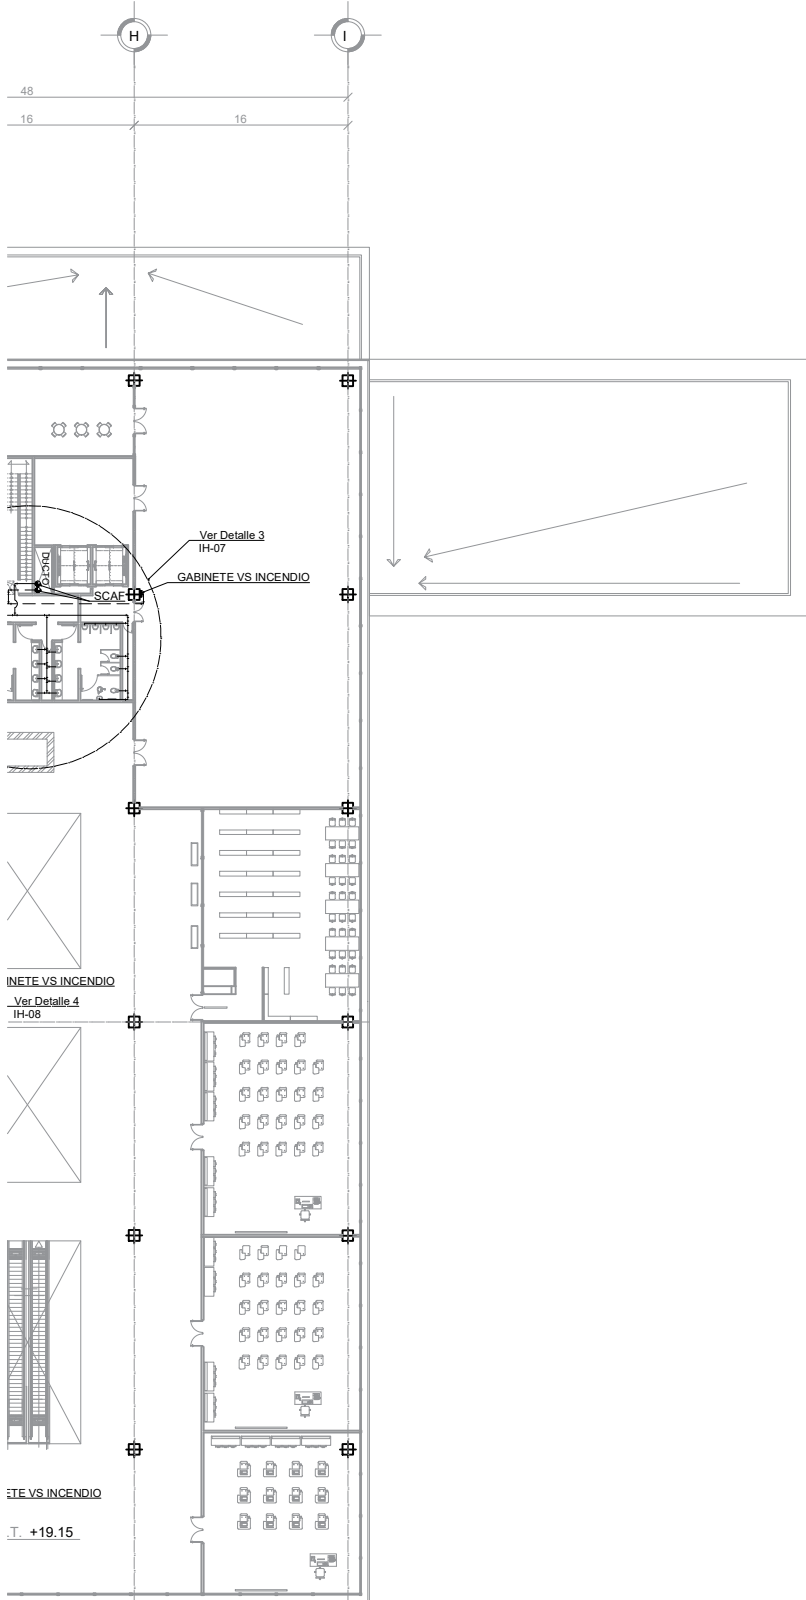 H
I
48
16
16
Ver Detalle 3
IH-07
DUCTO
GABINETE VS INCENDIO
SCAF
INETE VS INCENDIO
Ver Detalle 4
IH-08
ETE VS INCENDIO
.T. +19.15